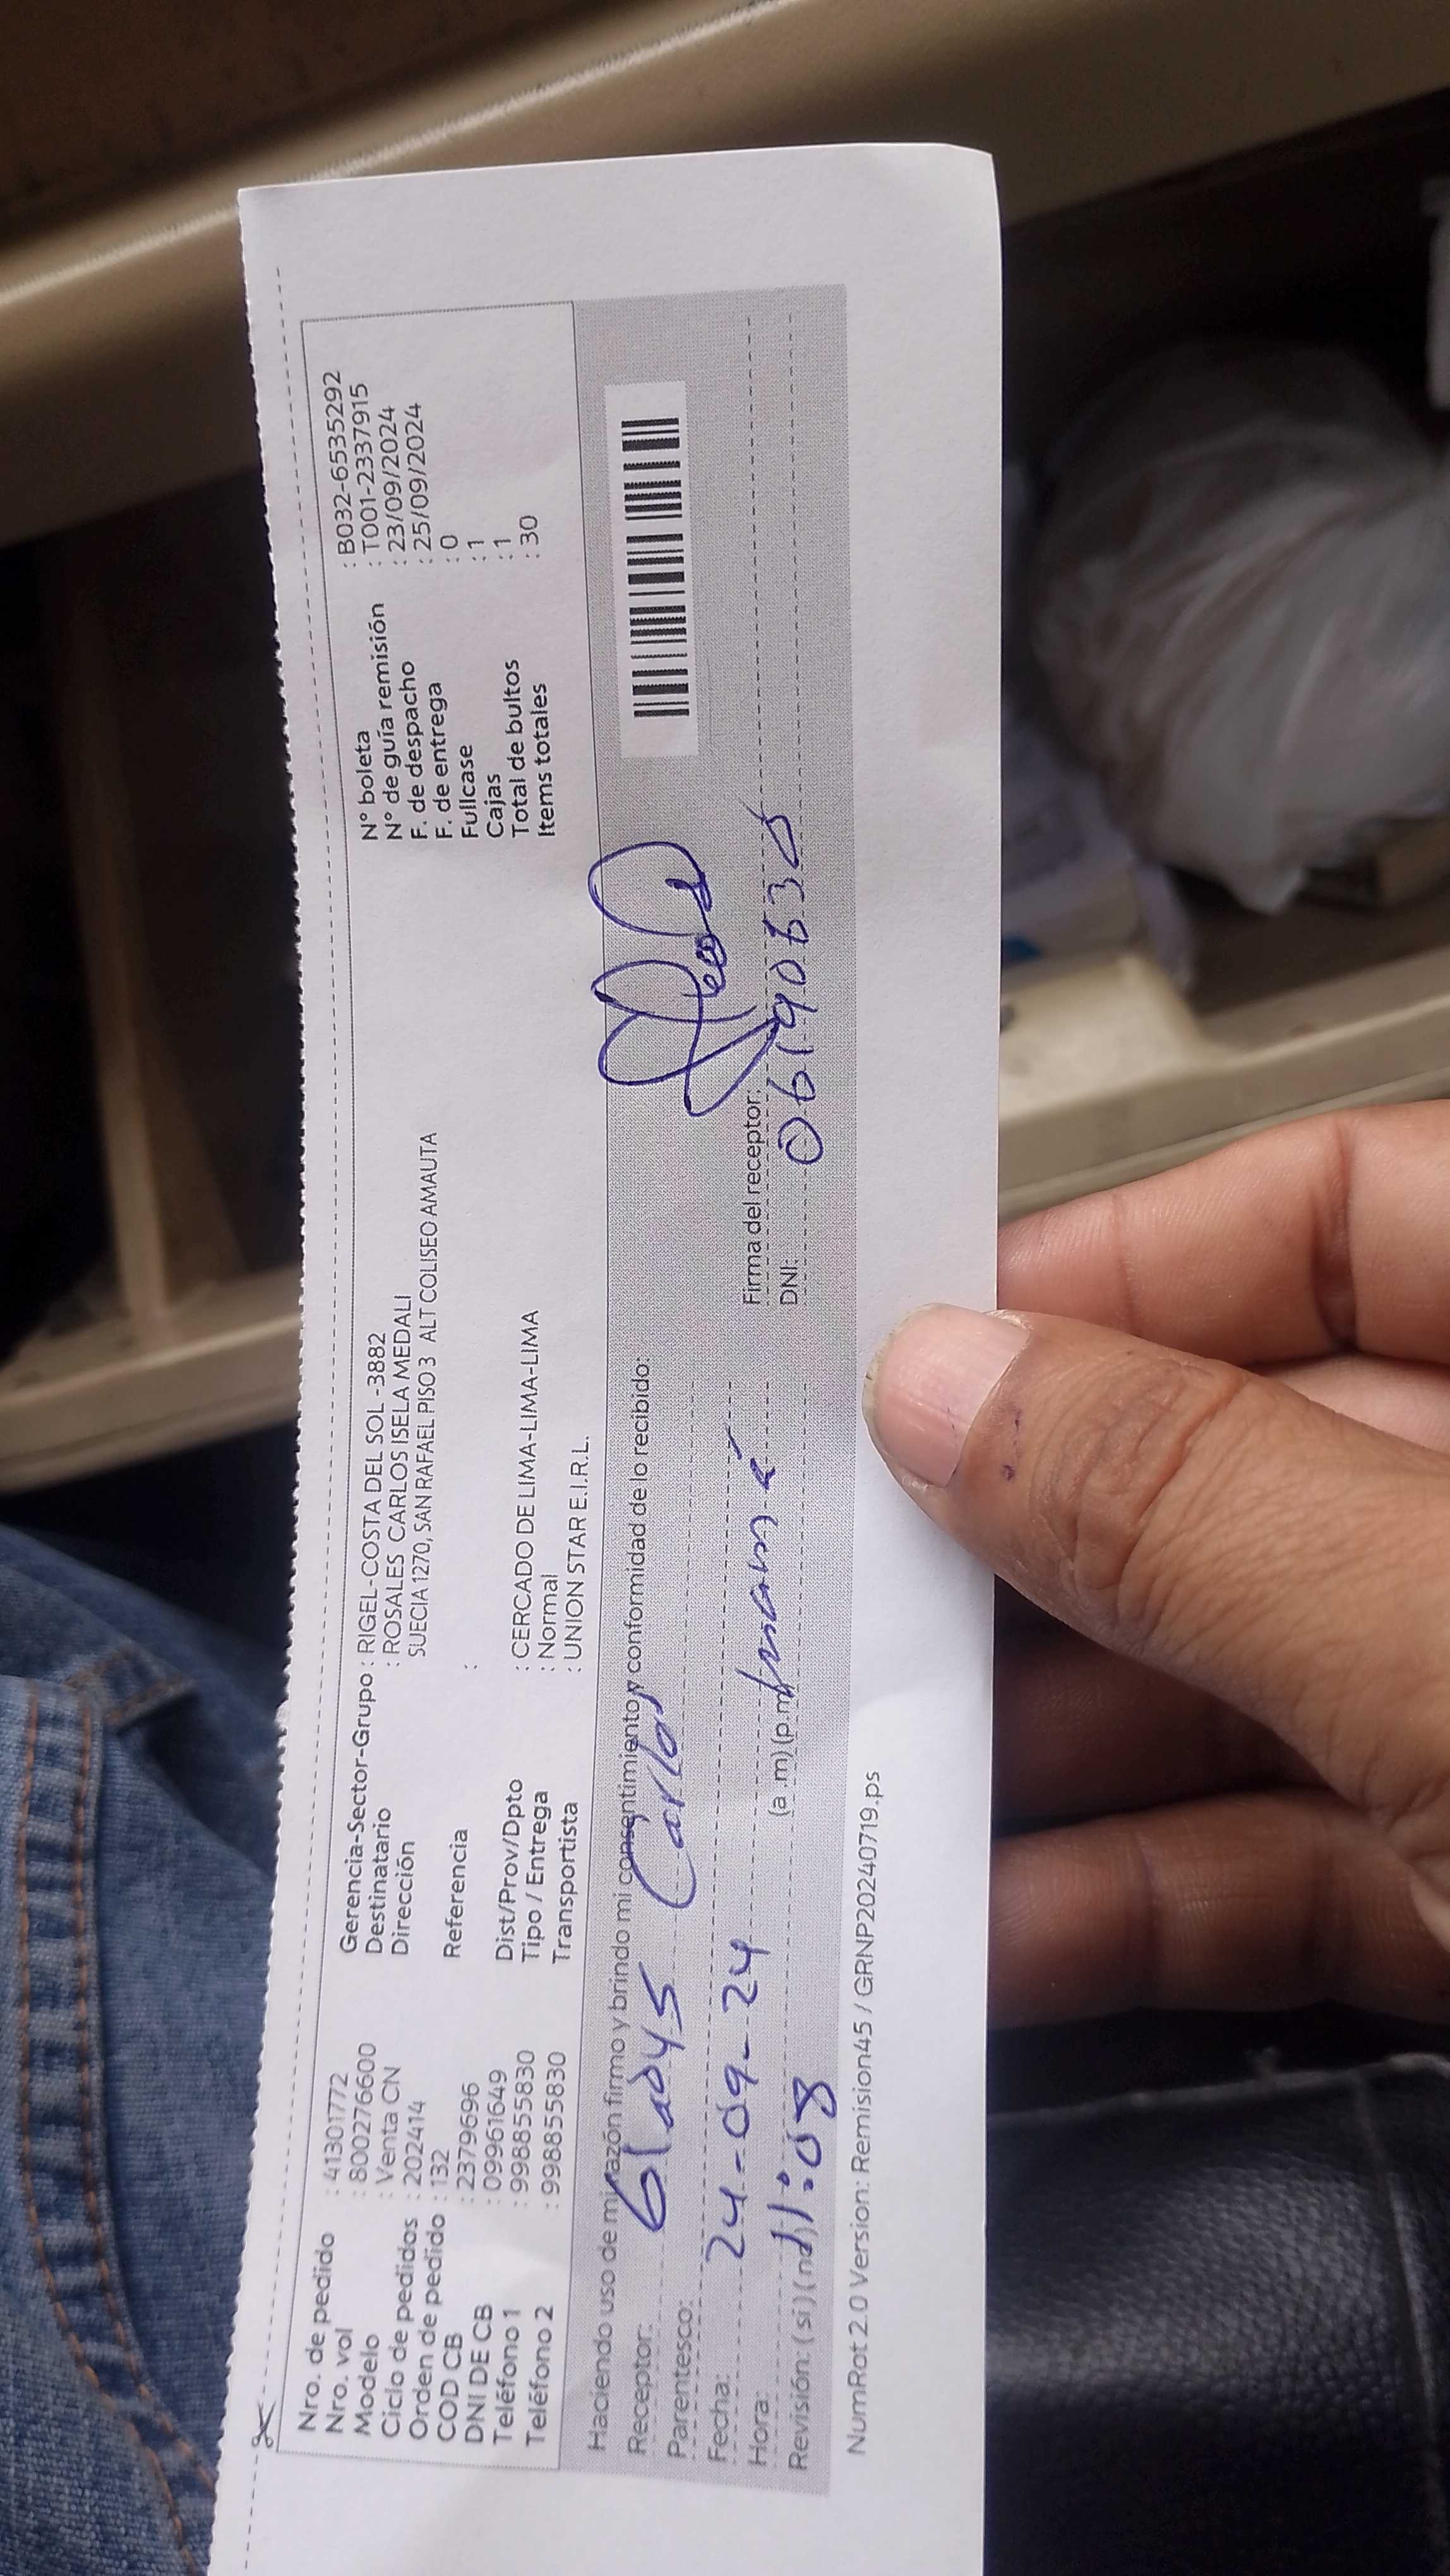 Nro. de pedido : 41301772
Nro. vol : 800276600
Modelo : Venta CN
Ciclo de pedidos : 202414
Orden de pedido : 132
COD CB : 2379696
DNI DE CB : 09961649
Teléfono 1 : 998855830
Teléfono 2 : 998855830
Gerencia-Sector-Grupo : RIGEL-COSTA DEL SOL -3882
Destinatario : ROSALES CARLOS ISELA MEDALI
Dirección SUECIA 1270, SAN RAFAEL PISO 3 ALT COLISEO AMAUTA
Referencia :
Dist/Prov/Dpto : CERCADO DE LIMA-LIMA-LIMA
Tipo / Entrega : Normal
Transportista : UNION STAR E.I.R.L.
N° boleta : B032-6535292
N° de guía remisión : T001-2337915
F. de despacho : 23/09/2024
F. de entrega : 25/09/2024
Fullcase : 0
Cajas : 1
Total de bultos : 1
Items totales : 30
Haciendo uso de mi razón firmo y brindo mi consentimiento y conformidad de lo recibido:
Receptor: Gladys Carlos
Parentesco:
Fecha: 24-09-24
Hora: 11:08 (a .m) (p.m) mamá
Revisión: (si) (no)
Firma del receptor:
DNI: 06190635
NumRot 2.0 Version: Remision45 / GRNP20240719.ps